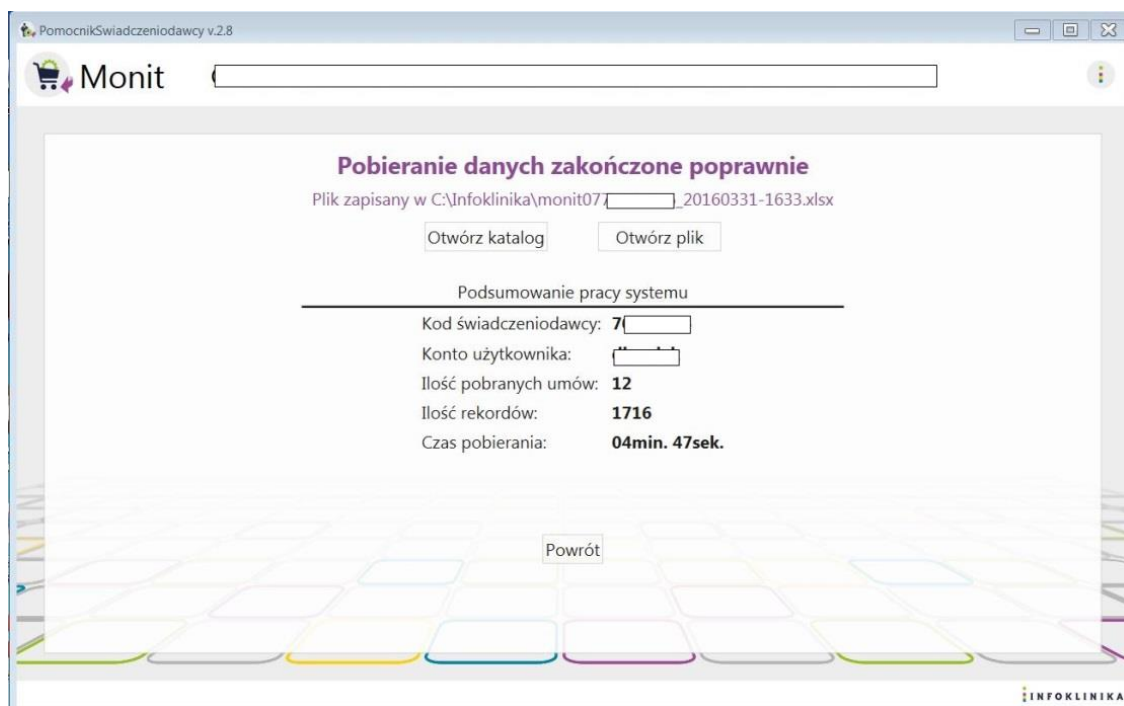 PomocnikSwiadczeniodawcy v.2.8
Monit
Pobieranie danych zakończone poprawnie
Plik zapisany w C:\Infoklinika\monit077 _20160331-1633.xlsx
Otwórz katalog Otwórz plik
Podsumowanie pracy systemu
Kod świadczeniodawcy: 7
Konto użytkownika:
Ilość pobranych umów: 12
Ilość rekordów: 1716
Czas pobierania: 04min. 47sek.
Powrót
INFOKLINIKA